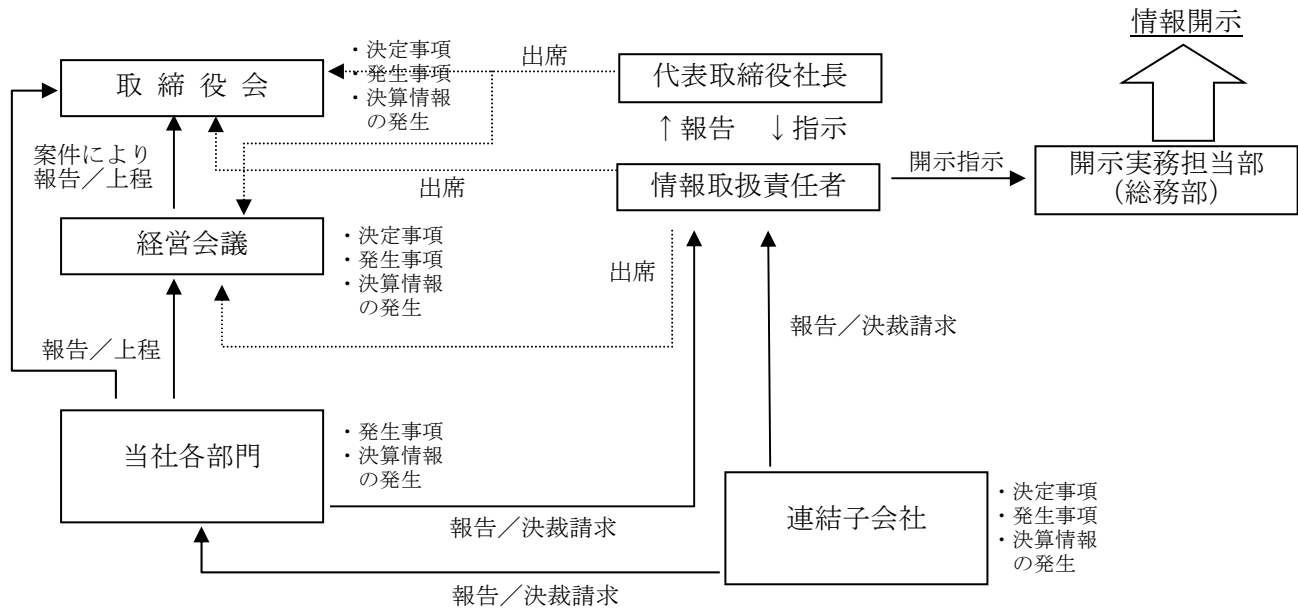 情報開示
・決定事項
・発生事項
・決算情報
の発生
出席
取 締 役 会
代表取締役社長
↑報告 ↓指示
案件により
報告／上程
出席
情報取扱責任者
開示指示
開示実務担当部
（総務部）
経営会議
・決定事項
・発生事項
・決算情報
の発生
出席
報告／決裁請求
報告／上程
当社各部門
・発生事項
・決算情報
の発生
報告／決裁請求
連結子会社
・決定事項
・発生事項
・決算情報
の発生
報告／決裁請求